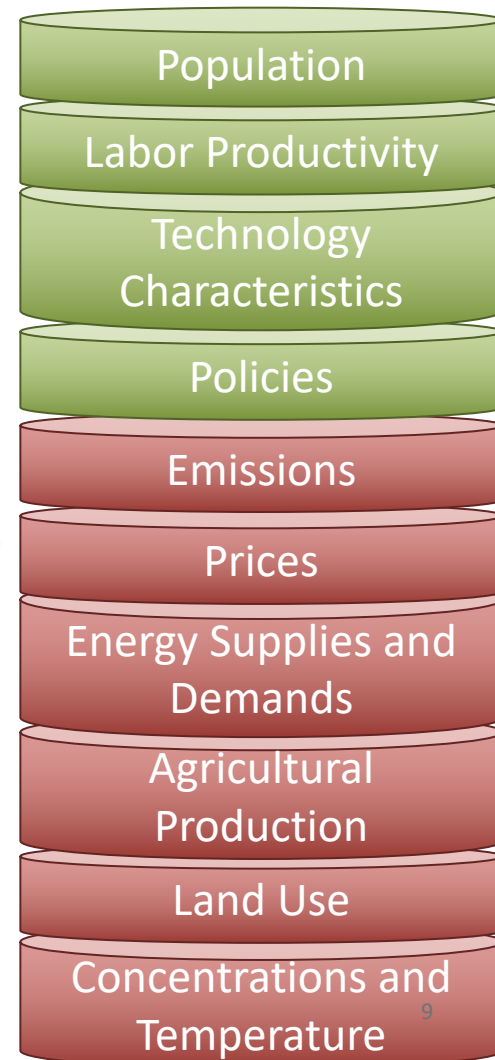 Population
Labor Productivity
Technology
Characteristics
Policies
Emissions
Prices
Energy Supplies and
Demands
Agricultural
Production
Land Use
Concentrations and
Temperature
9